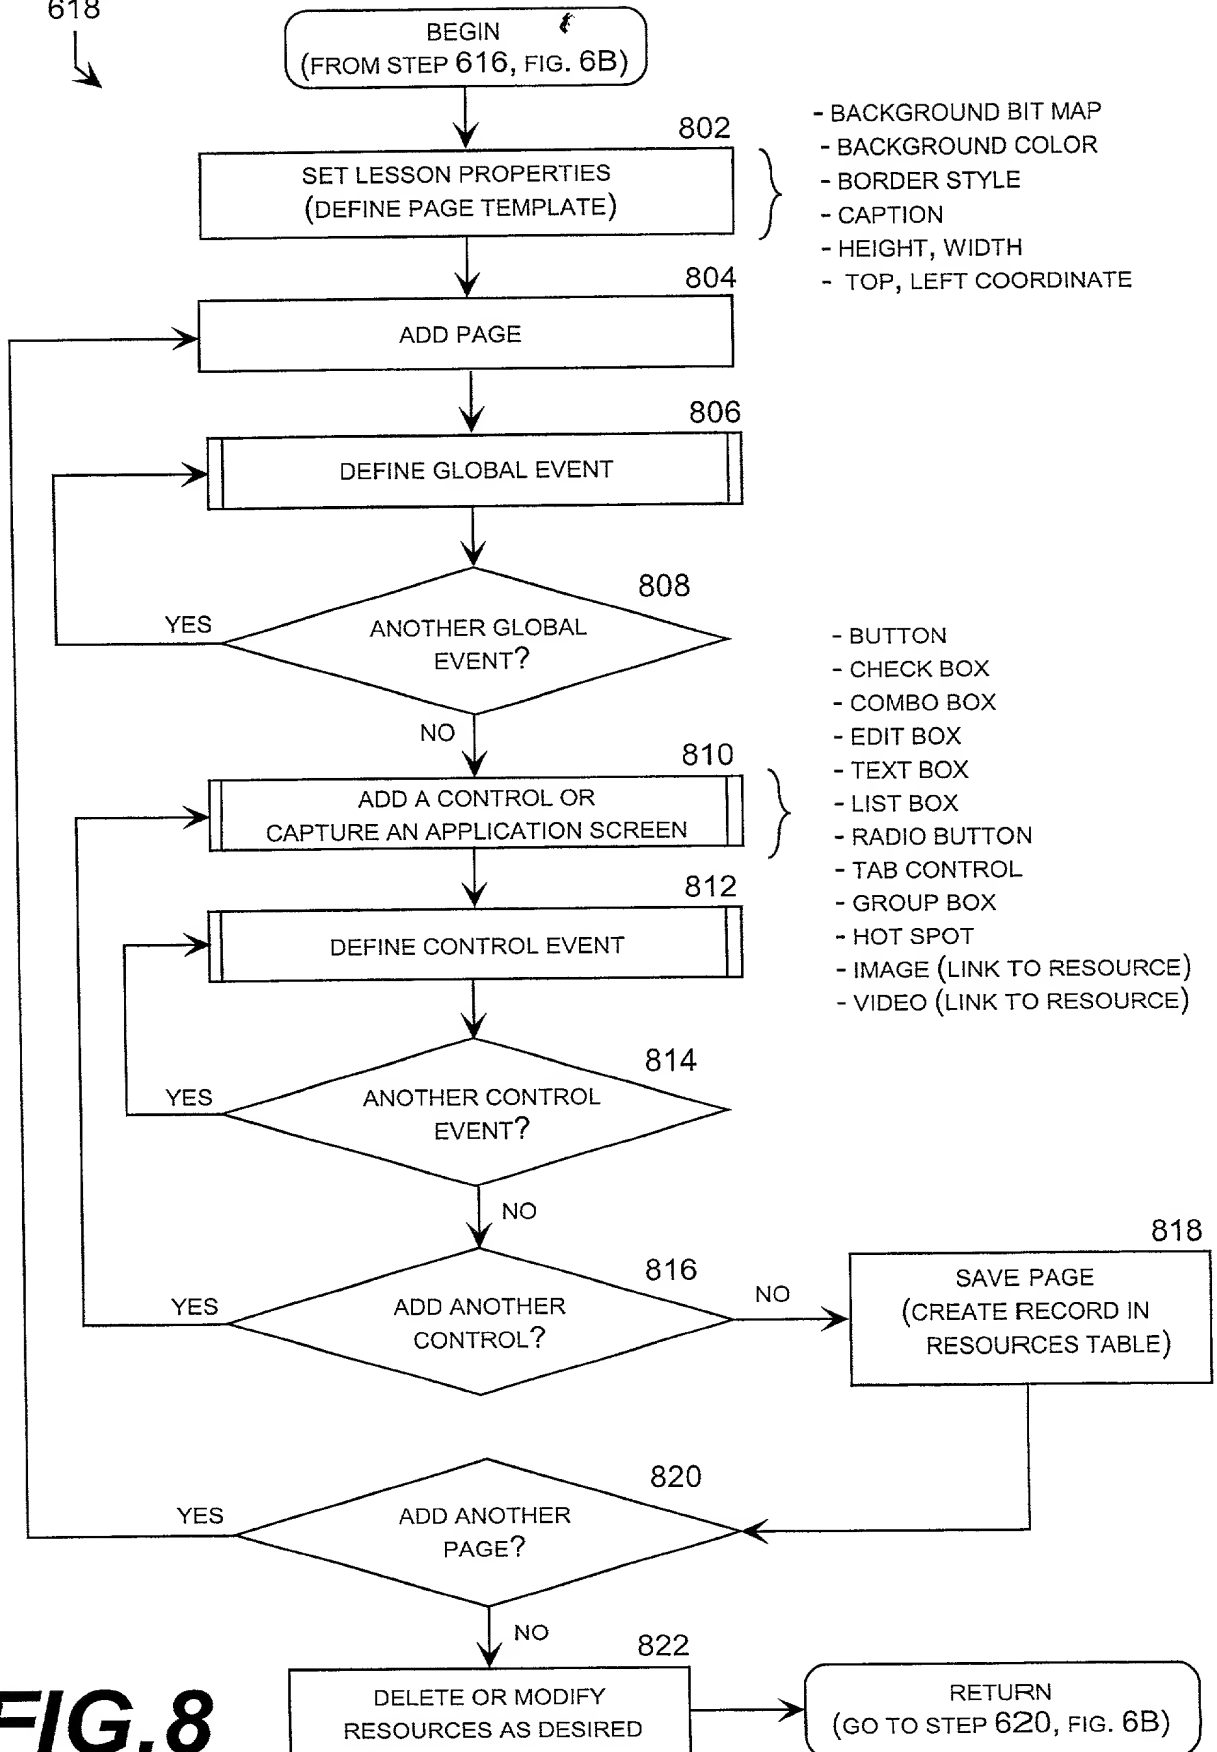 618
BEGIN
(FROM STEP 616, FIG. 6B)
802
SET LESSON PROPERTIES
(DEFINE PAGE TEMPLATE)
- BACKGROUND BIT MAP
- BACKGROUND COLOR
- BORDER STYLE
- CAPTION
- HEIGHT, WIDTH
- TOP, LEFT COORDINATE
804
ADD PAGE
806
DEFINE GLOBAL EVENT
808
ANOTHER GLOBAL
EVENT?
YES
NO
810
ADD A CONTROL OR
CAPTURE AN APPLICATION SCREEN
- BUTTON
- CHECK BOX
- COMBO BOX
- EDIT BOX
- TEXT BOX
- LIST BOX
- RADIO BUTTON
- TAB CONTROL
- GROUP BOX
- HOT SPOT
- IMAGE (LINK TO RESOURCE)
- VIDEO (LINK TO RESOURCE)
812
DEFINE CONTROL EVENT
814
ANOTHER CONTROL
EVENT?
YES
NO
816
ADD ANOTHER
CONTROL?
YES
NO
818
SAVE PAGE
(CREATE RECORD IN
RESOURCES TABLE)
820
ADD ANOTHER
PAGE?
YES
NO
822
DELETE OR MODIFY
RESOURCES AS DESIRED
RETURN
(GO TO STEP 620, FIG. 6B)
FIG.8